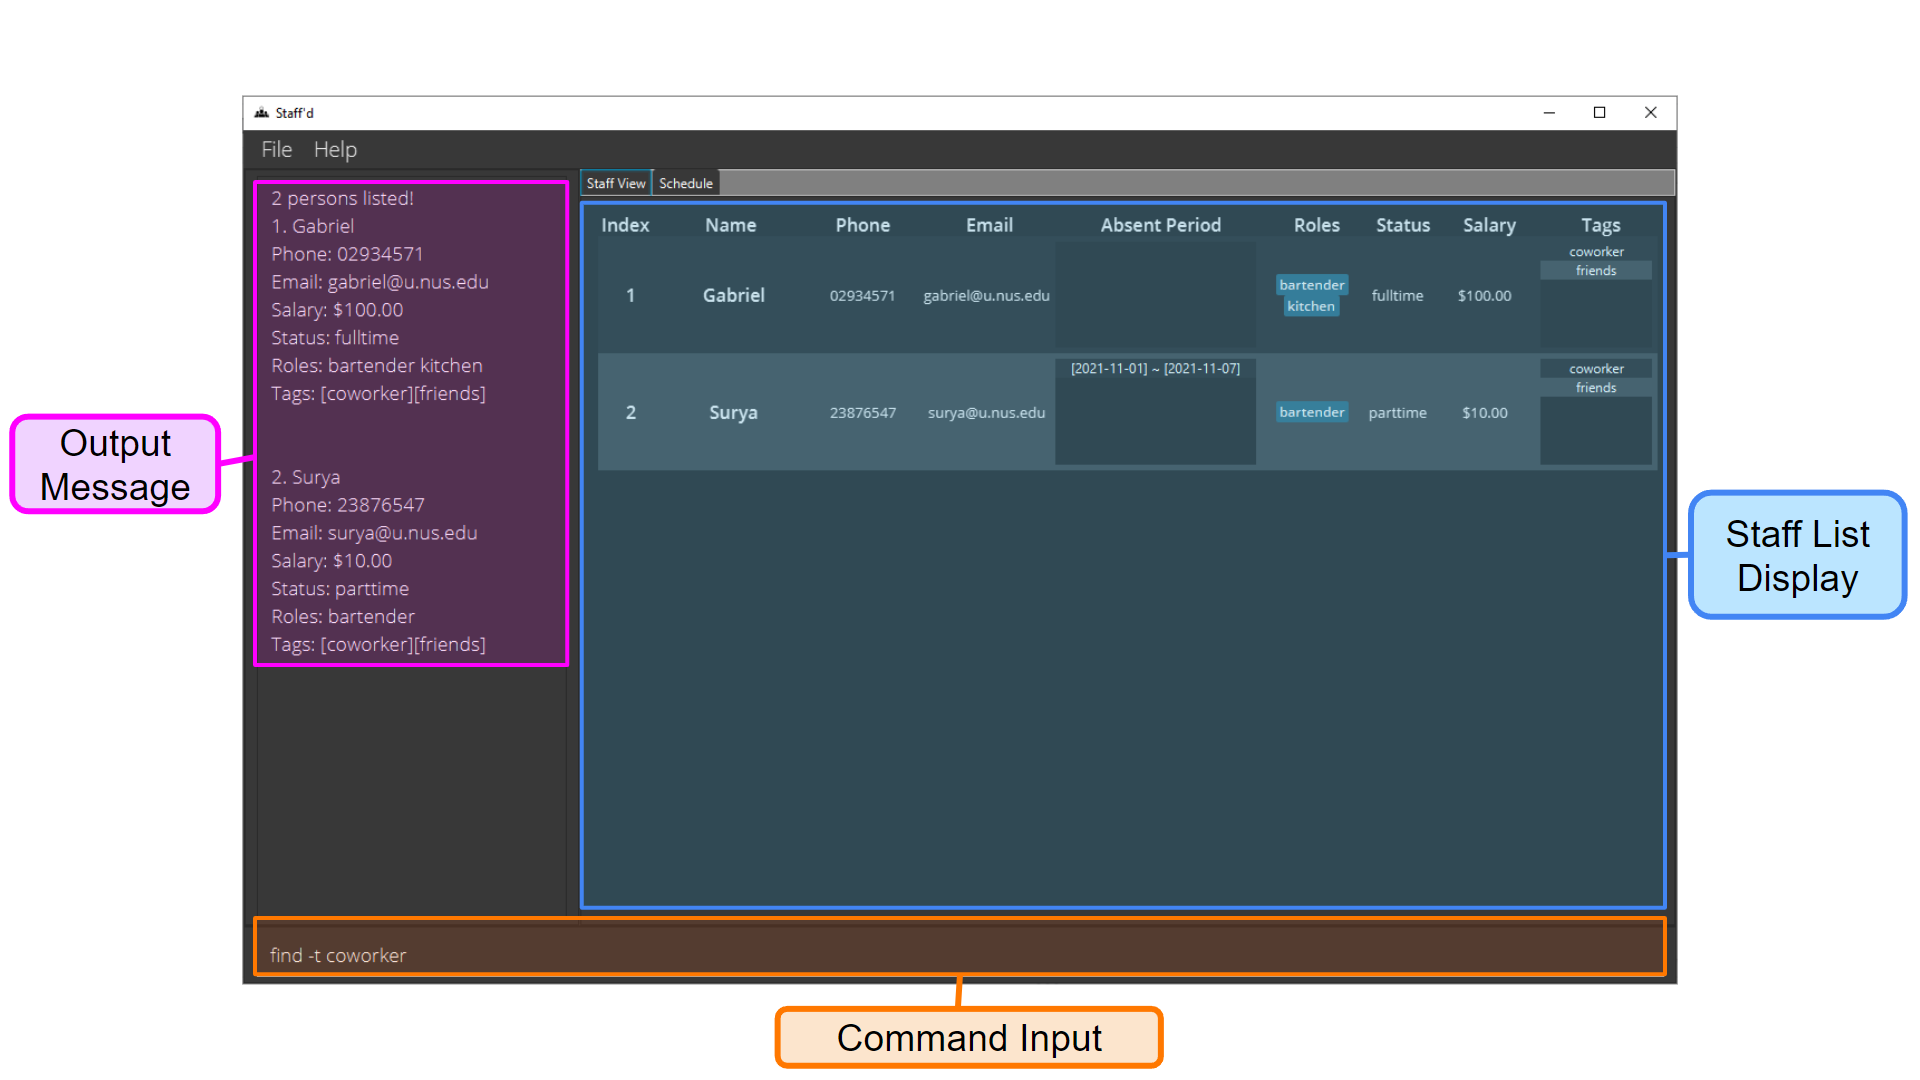 Staff'd
File Help
2 persons listed!
1. Gabriel
Phone: 02934571
Email: gabriel@u.nus.edu
Salary: $100.00
Status: fulltime
Roles: bartender kitchen
Tags: [coworker][friends]
2. Surya
Phone: 23876547
Email: surya@u.nus.edu
Salary: $10.00
Status: parttime
Roles: bartender
Tags: [coworker][friends]
Staff View Schedule
Index Name Phone Email Absent Period Roles Status Salary Tags
1 Gabriel 02934571 gabriel@u.nus.edu bartender kitchen fulltime $100.00 coworker friends
2 Surya 23876547 surya@u.nus.edu [2021-11-01] ~ [2021-11-07] bartender parttime $10.00 coworker friends
find -t coworker
Output
Message
Staff List
Display
Command Input